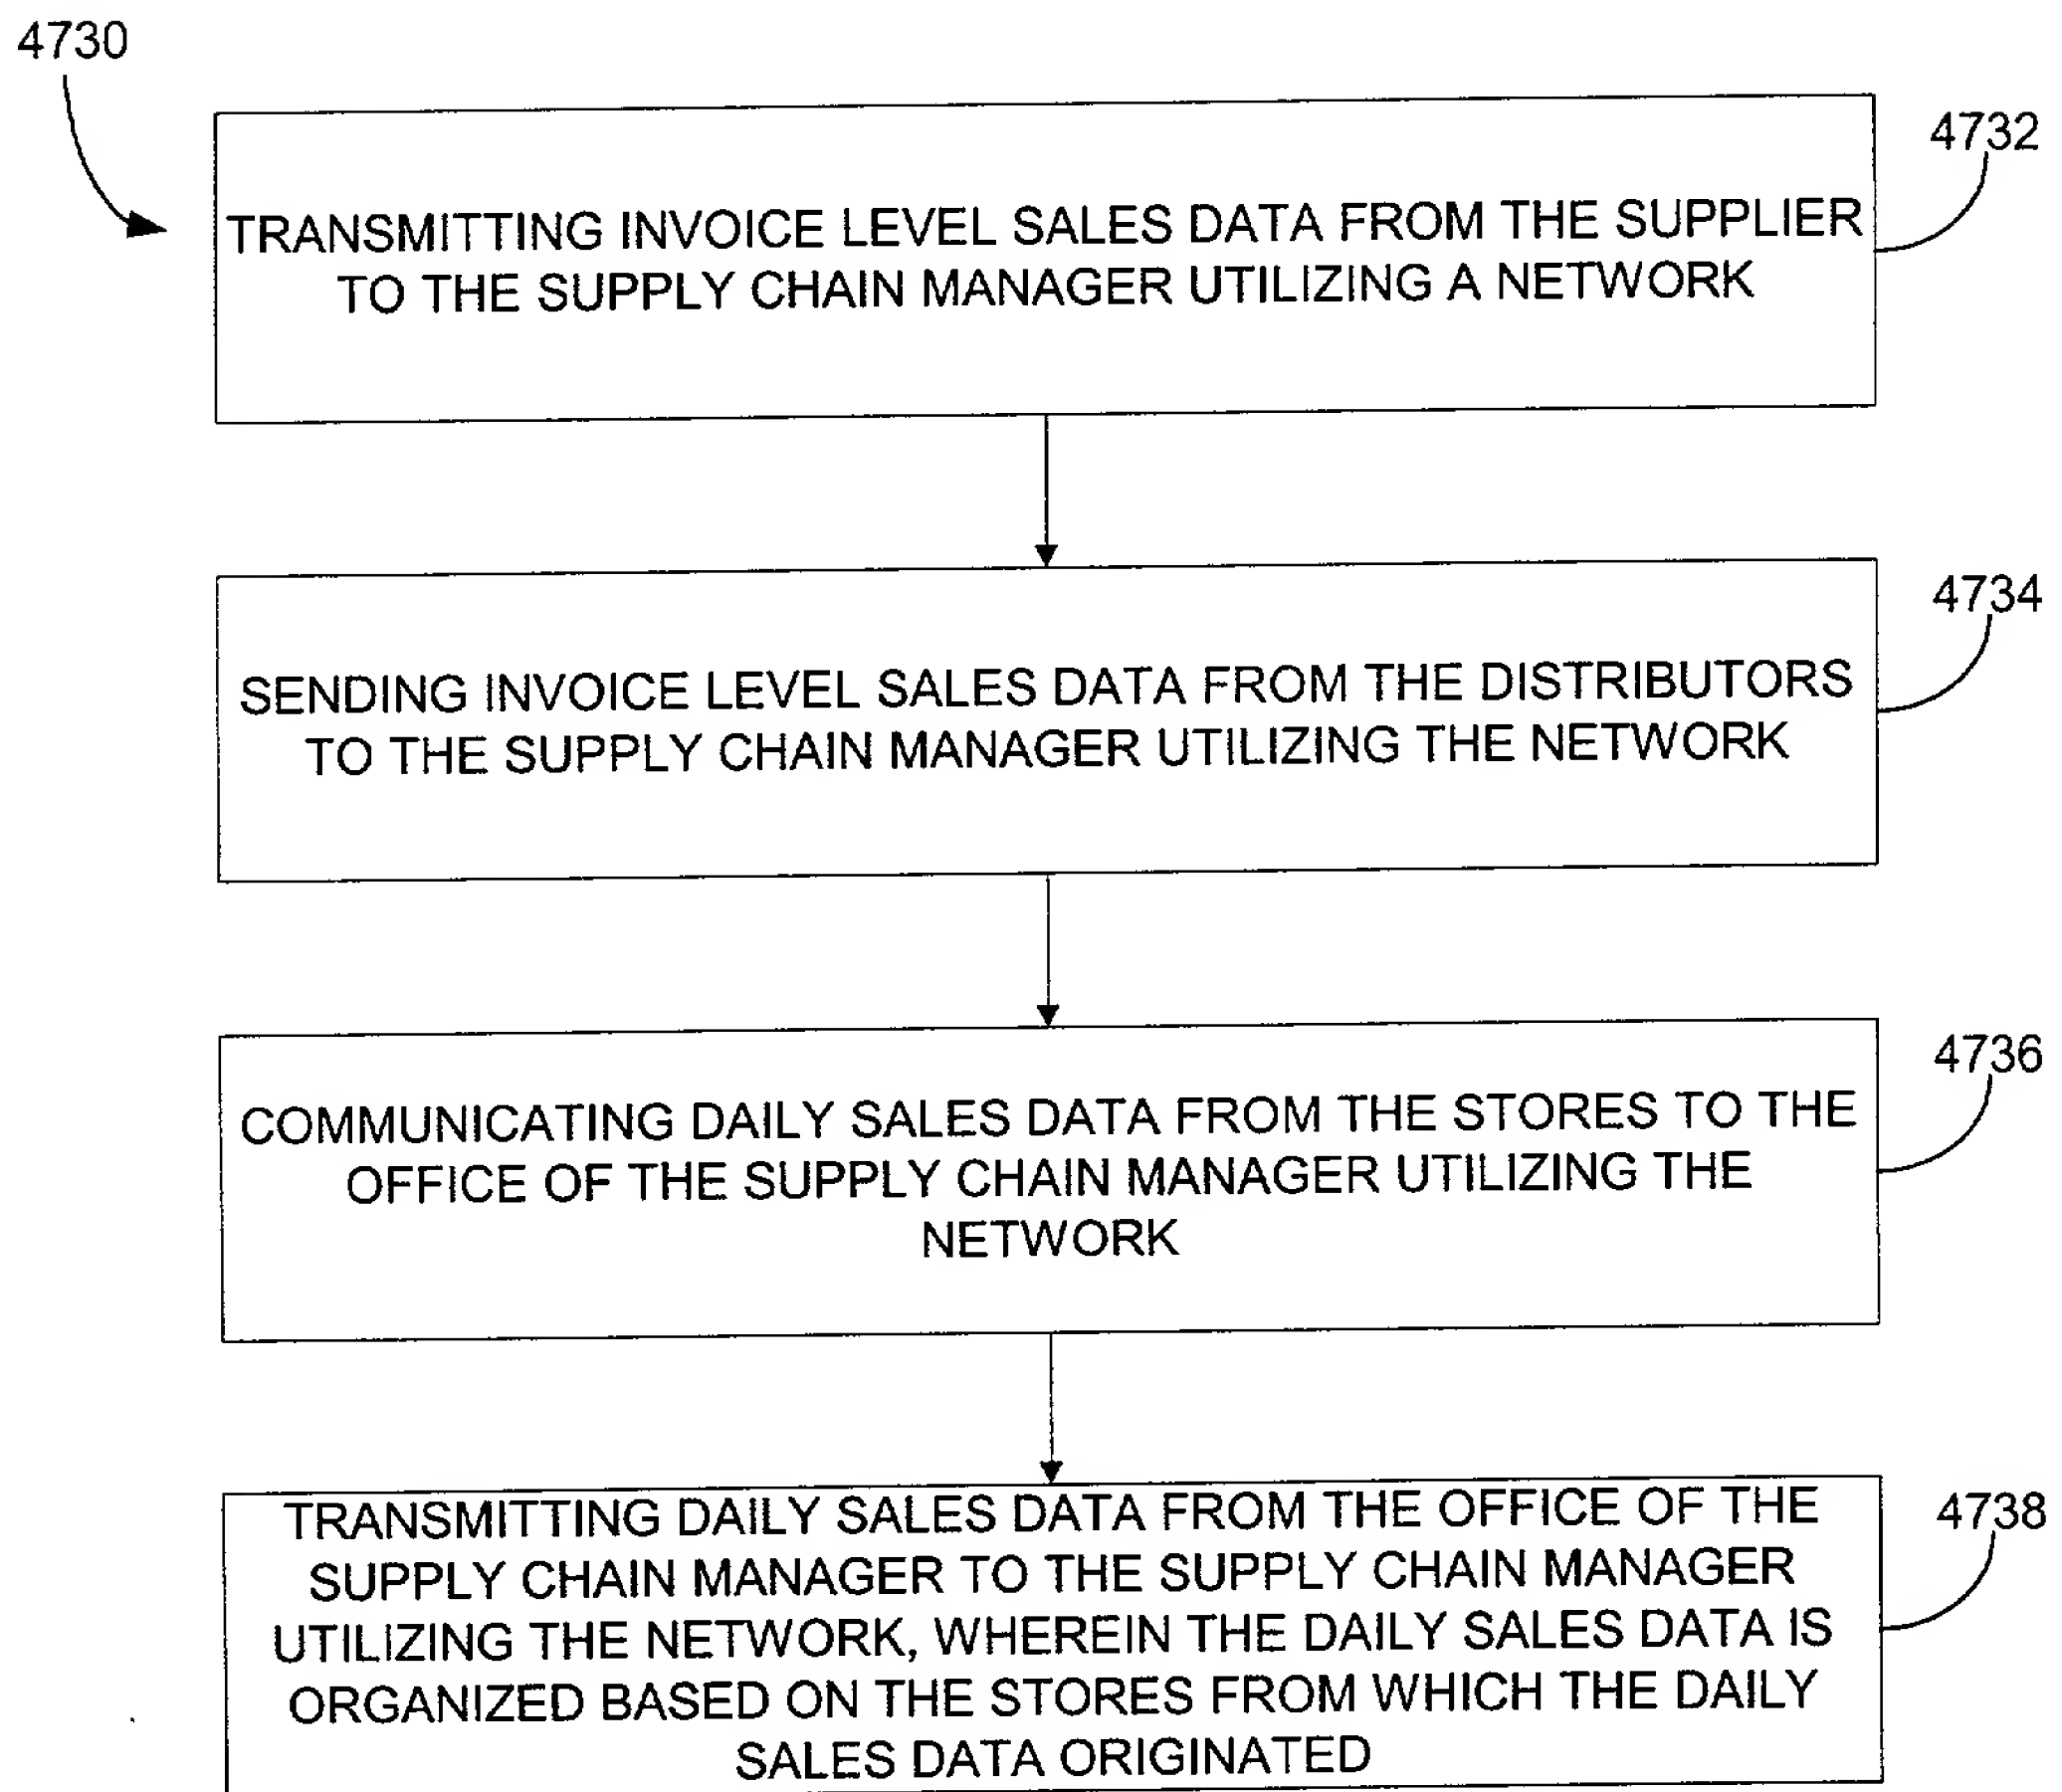 4730
4732
TRANSMITTING INVOICE LEVEL SALES DATA FROM THE SUPPLIER
TO THE SUPPLY CHAIN MANAGER UTILIZING A NETWORK
4734
SENDING INVOICE LEVEL SALES DATA FROM THE DISTRIBUTORS
TO THE SUPPLY CHAIN MANAGER UTILIZING THE NETWORK
4736
COMMUNICATING DAILY SALES DATA FROM THE STORES TO THE
OFFICE OF THE SUPPLY CHAIN MANAGER UTILIZING THE
NETWORK
4738
TRANSMITTING DAILY SALES DATA FROM THE OFFICE OF THE
SUPPLY CHAIN MANAGER TO THE SUPPLY CHAIN MANAGER
UTILIZING THE NETWORK, WHEREIN THE DAILY SALES DATA IS
ORGANIZED BASED ON THE STORES FROM WHICH THE DAILY
SALES DATA ORIGINATED